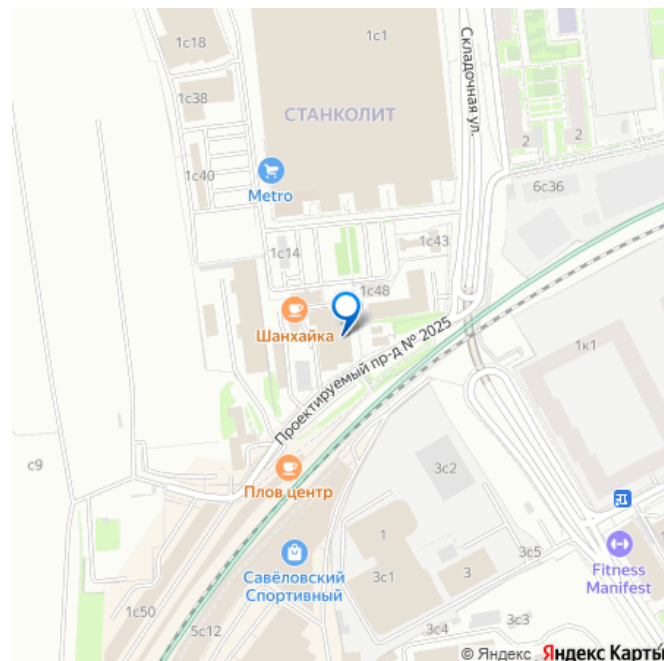 1с18
1с1
Складочная ул.
1с38
СТАНКОЛИТ
2
2
1с40
Metro
6с36
1с14
1с43
1с48
Шанхайка
Проектируемый пр-д № 2025
1к1
с9
3с2
Плов центр
1
3с5
Савёловский
Спортивный
3с1
3
Fitness
Manifest
1с50
5с12
3с4
3с3
© Яндекс Яндекс Карты